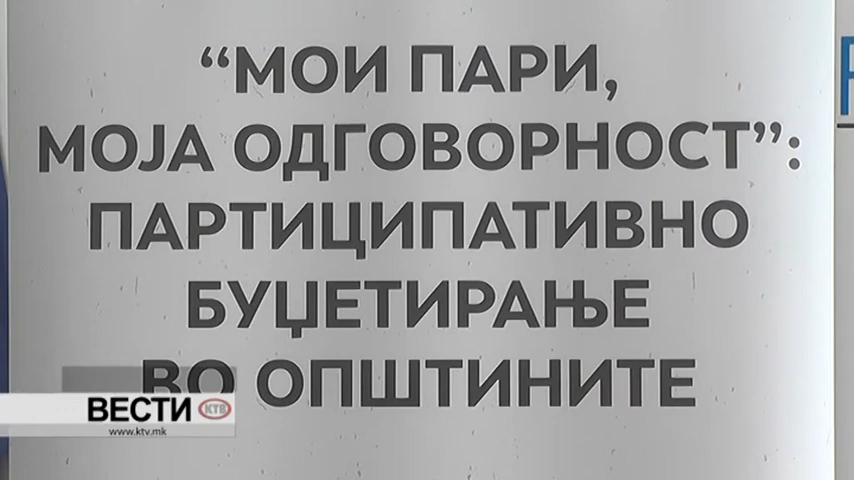 “МОИ ПАРИ,
МОЈА ОДГОВОРНОСТ”:
ПАРТИЦИПАТИВНО
БУЏЕТИРАЊЕ
ВО ОПШТИНИТЕ
ВЕСТИ КТВ
www.ktv.mk